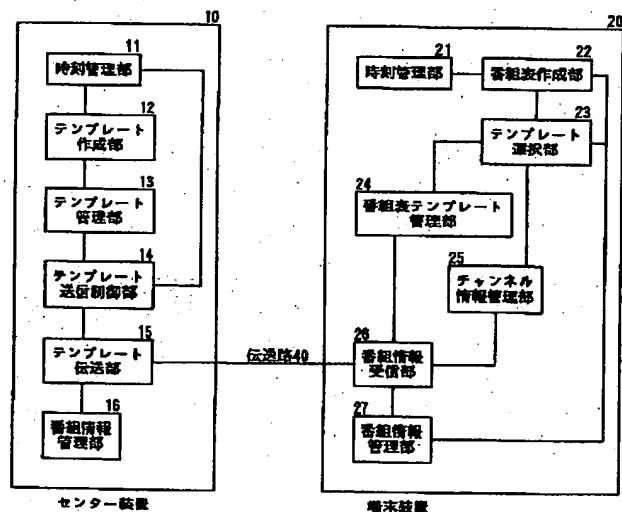 10
11
時刻管理部
12
テンプレート
作成部
13
テンプレート
管理部
14
テンプレート
送信制御部
15
テンプレート
伝送部
16
番組情報
管理部
センター装置
伝送路40
20
21
時刻管理部
22
番組表作成部
23
テンプレート
選択部
24
番組表テンプレート
管理部
25
チャンネル
情報管理部
26
番組情報
受信部
27
番組情報
管理部
端末装置